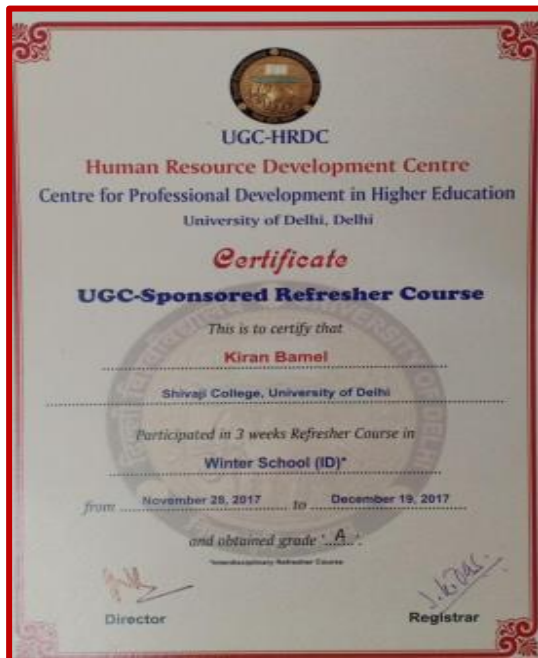 UGC-HRDC
Human Resource Development Centre
Centre for Professional Development in Higher Education
University of Delhi, Delhi
Certificate
UGC-Sponsored Refresher Course
This is to certify that
Kiran Bamel
Shivaji College, University of Delhi
Participated in 3 weeks Refresher Course in
Winter School (ID)*
from November 28, 2017 to December 19, 2017
and obtained grade '..A..'.
*Interdisciplinary Refresher Course
Director Registrar